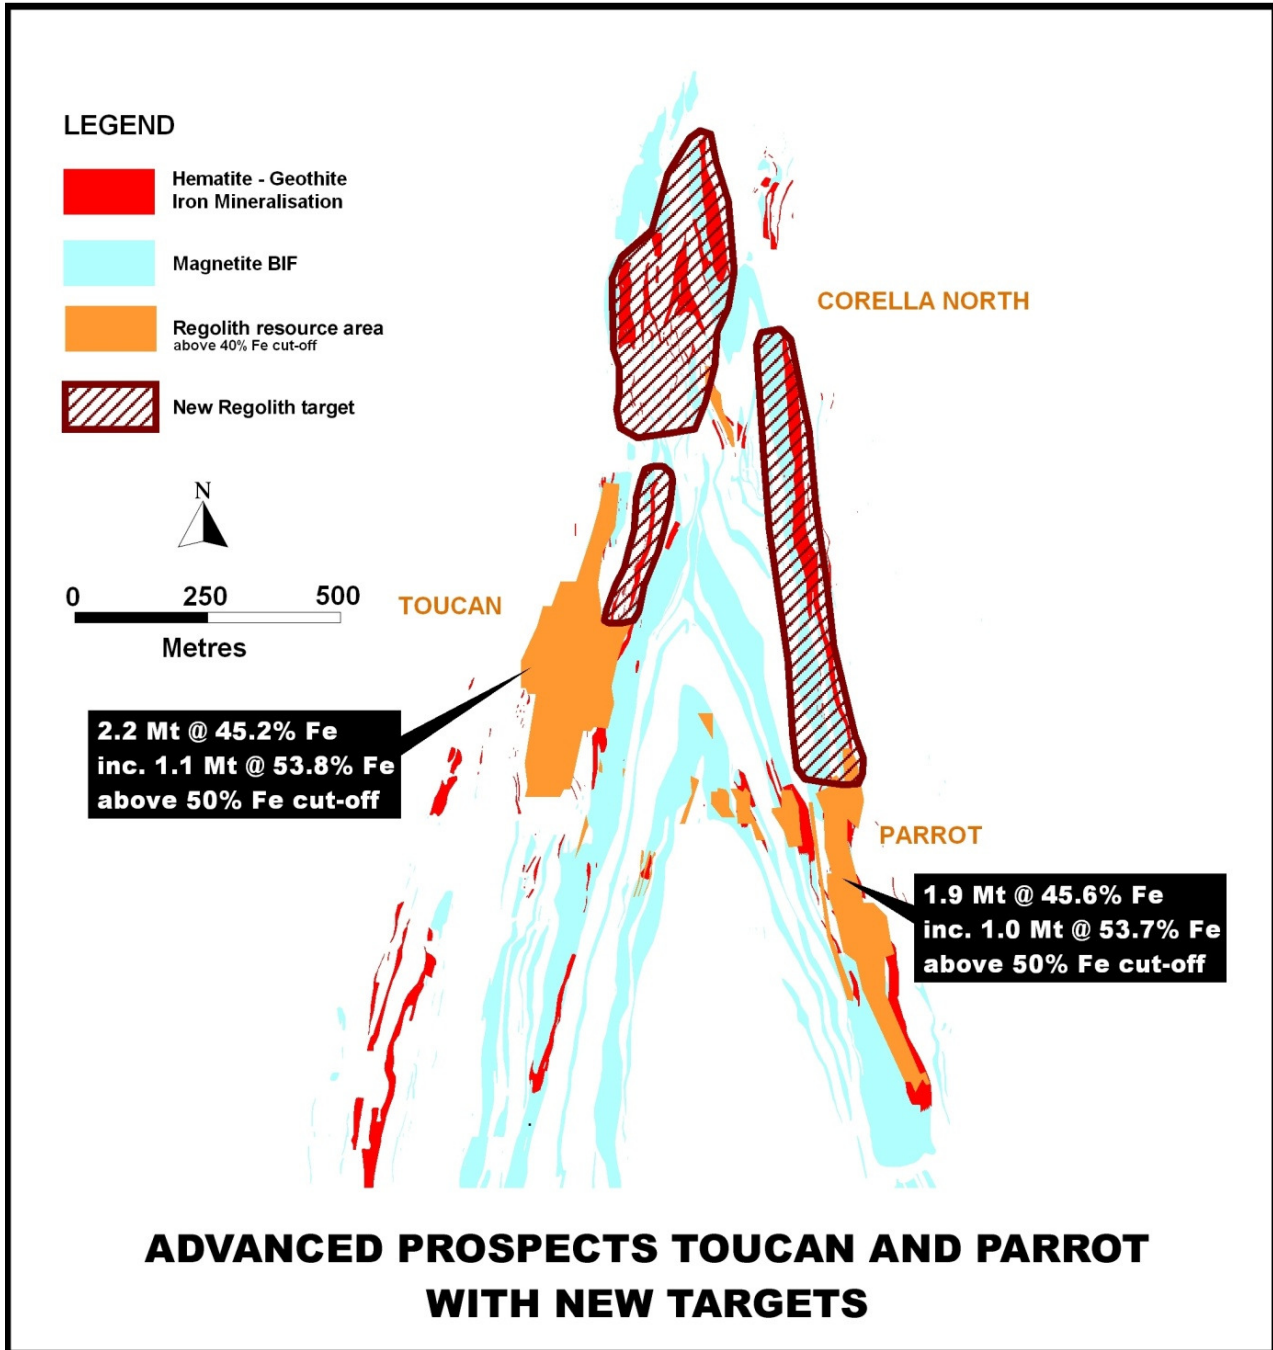 LEGEND
Hematite - Geothite
Iron Mineralisation
Magnetite BIF
CORELLA NORTH
Regolith resource area
above 40% Fe cut-off
New Regolith target
N
0 250 500
Metres
TOUCAN
2.2 Mt @ 45.2% Fe
inc. 1.1 Mt @ 53.8% Fe
above 50% Fe cut-off
PARROT
1.9 Mt @ 45.6% Fe
inc. 1.0 Mt @ 53.7% Fe
above 50% Fe cut-off
ADVANCED PROSPECTS TOUCAN AND PARROT
WITH NEW TARGETS